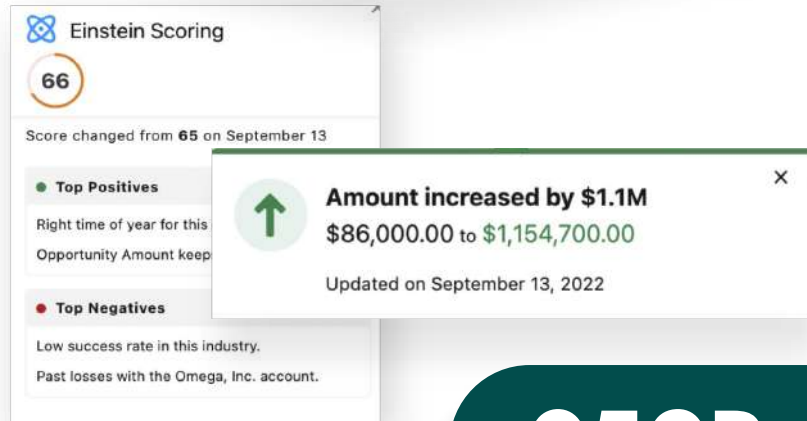 Einstein Scoring
66
Score changed from 65 on September 13
Top Positives
Right time of year for this
Opportunity Amount keep
Top Negatives
Low success rate in this industry.
Past losses with the Omega, Inc. account.
Amount increased by $1.1M
$86,000.00 to $1,154,700.00
Updated on September 13, 2022